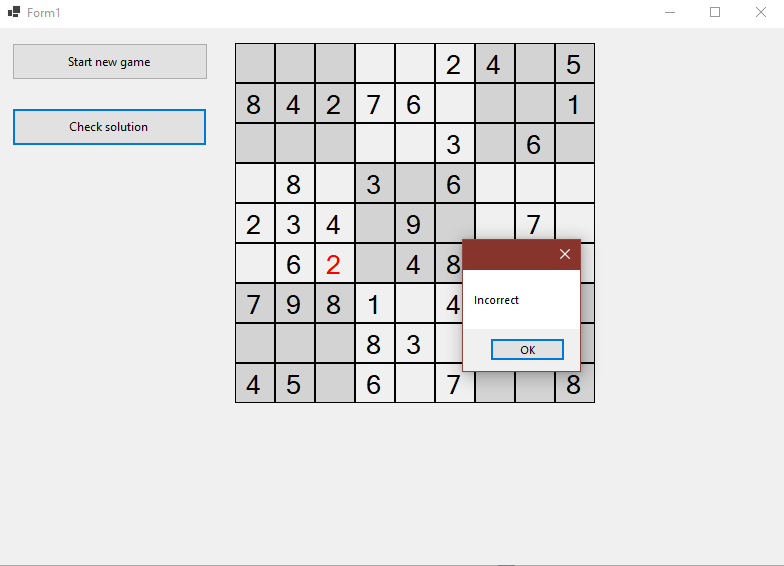 Form1
Start new game
Check solution
2 4 5
8 4 2 7 6 1
3 6
8 3 6
2 3 4 9 7
6 2 4 8
7 9 8 1 4
8 3
4 5 6 7 8
Incorrect
OK